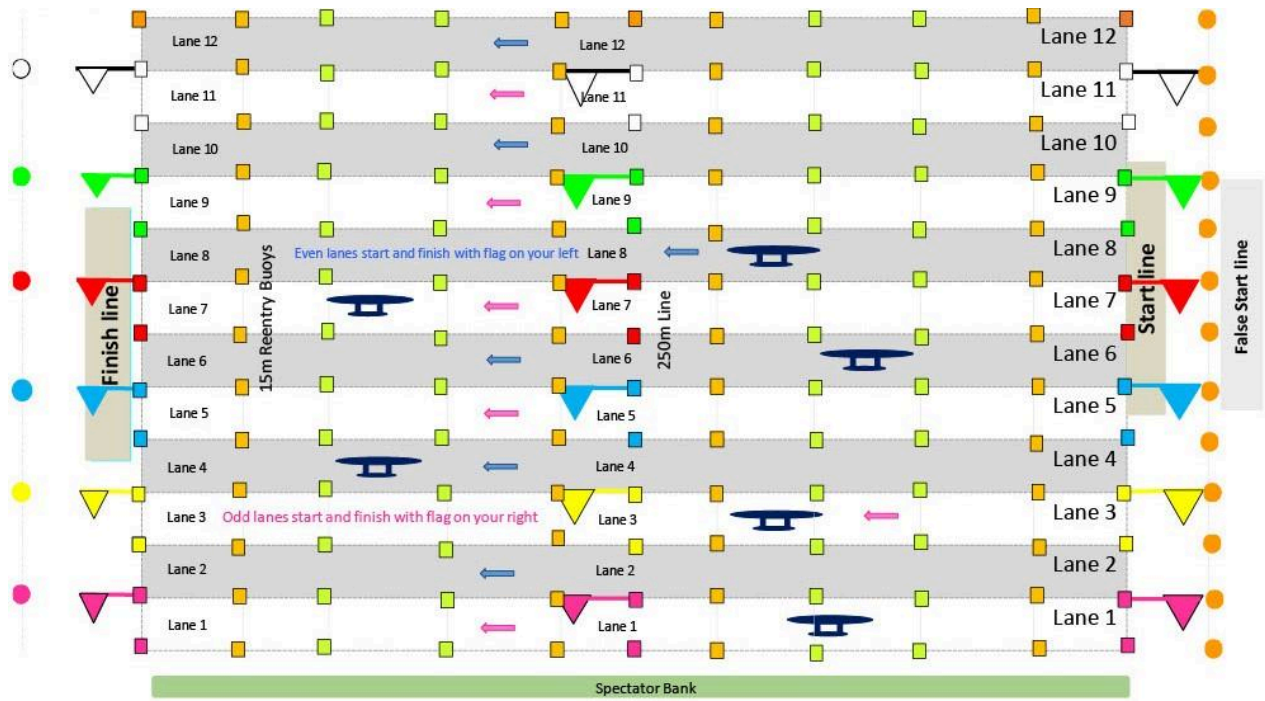 Lane 12 Lane 12 Lane 12
Lane 11 Lane 11 Lane 11
Lane 10 Lane 10 Lane 10
Lane 9 Lane 9 Lane 9
Lane 8 Even lanes start and finish with flag on your left Lane 8 Lane 8
Lane 7 Lane 7 Lane 7
Lane 6 Lane 6 Lane 6
Lane 5 Lane 5 Lane 5
Lane 4 Lane 4 Lane 4
Lane 3 Odd lanes start and finish with flag on your right Lane 3 Lane 3
Lane 2 Lane 2 Lane 2
Lane 1 Lane 1 Lane 1
Finish line
15m Reentry Buoys
250m Line
Start line
False Start line
Spectator Bank